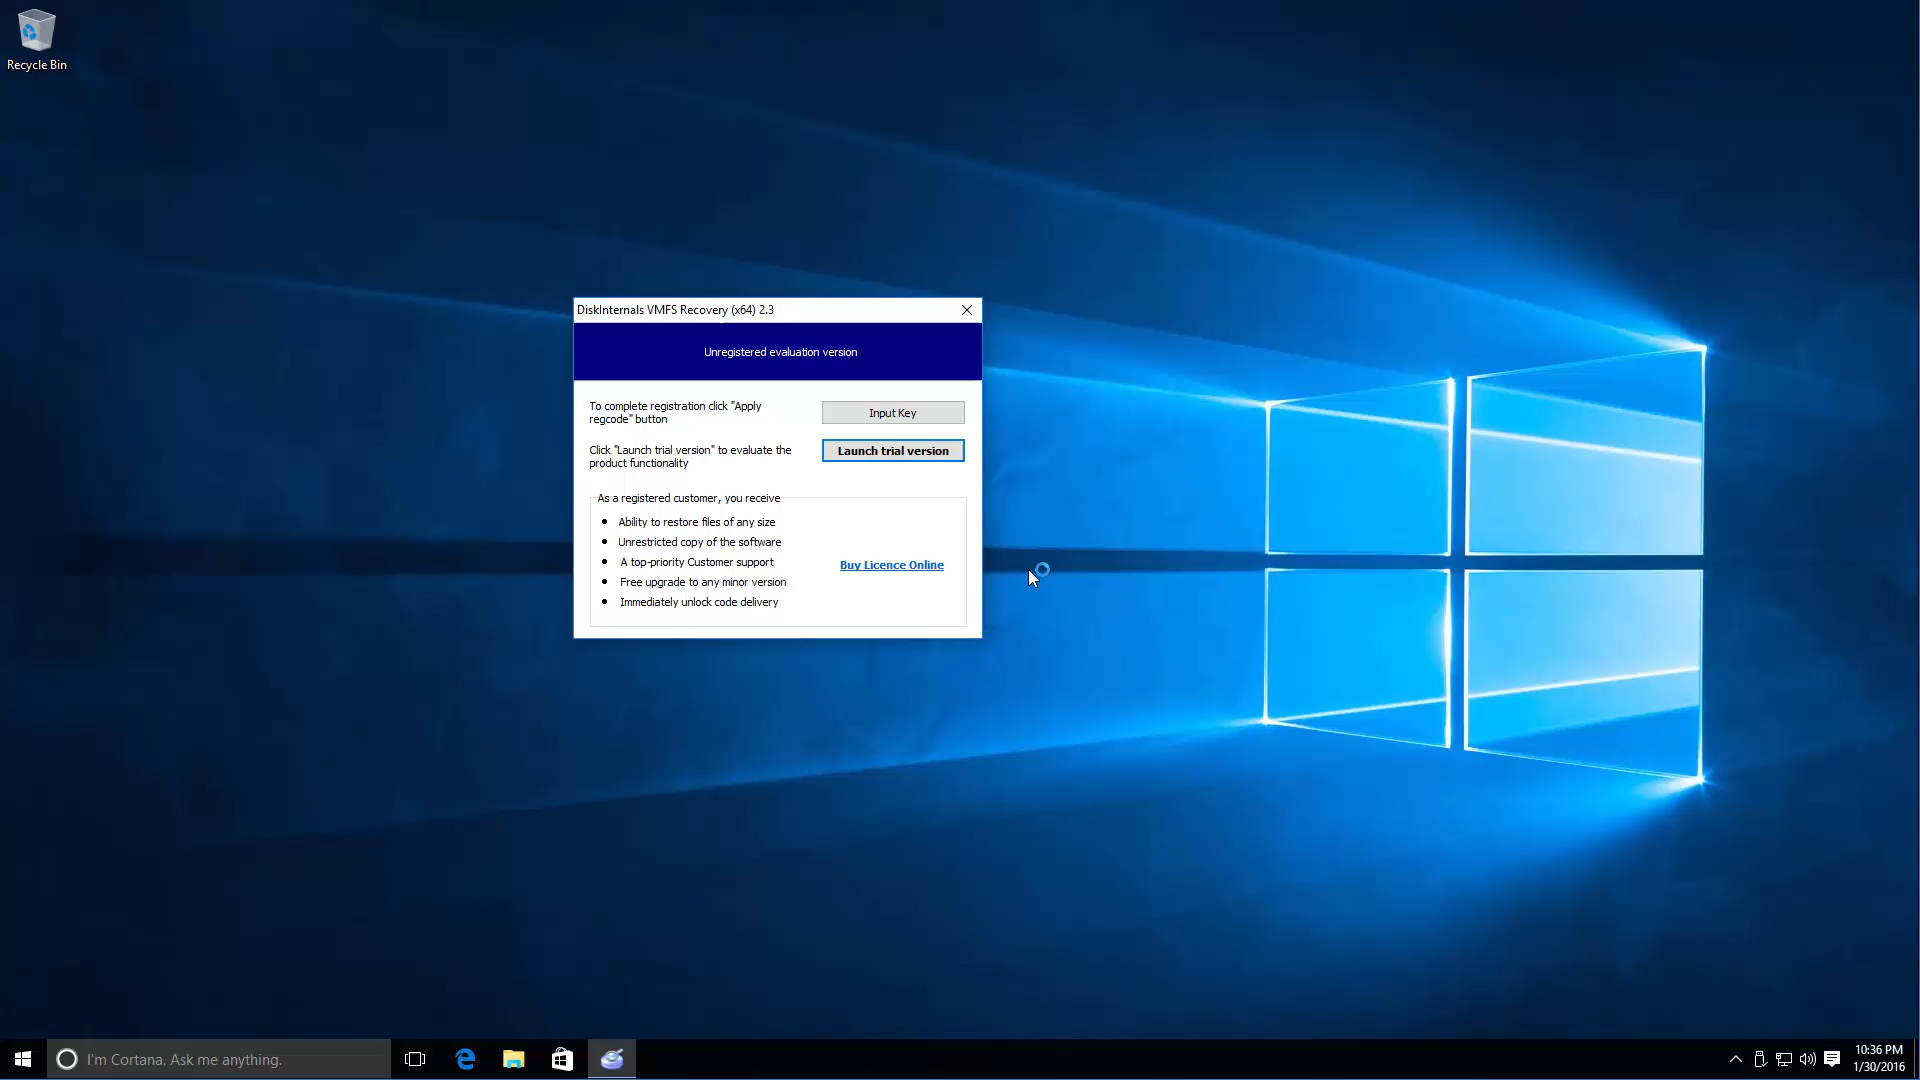 Recycle Bin
DiskInternals VMFS Recovery (x64) 2.3
Unregistered evaluation version
To complete registration click "Apply
regcode" button
Input Key
Click "Launch trial version" to evaluate the
product functionality
Launch trial version
As a registered customer, you receive
Ability to restore files of any size
Unrestricted copy of the software
A top-priority Customer support
Free upgrade to any minor version
Immediately unlock code delivery
Buy Licence Online
I'm Cortana. Ask me anything.
10:36 PM
1/30/2016